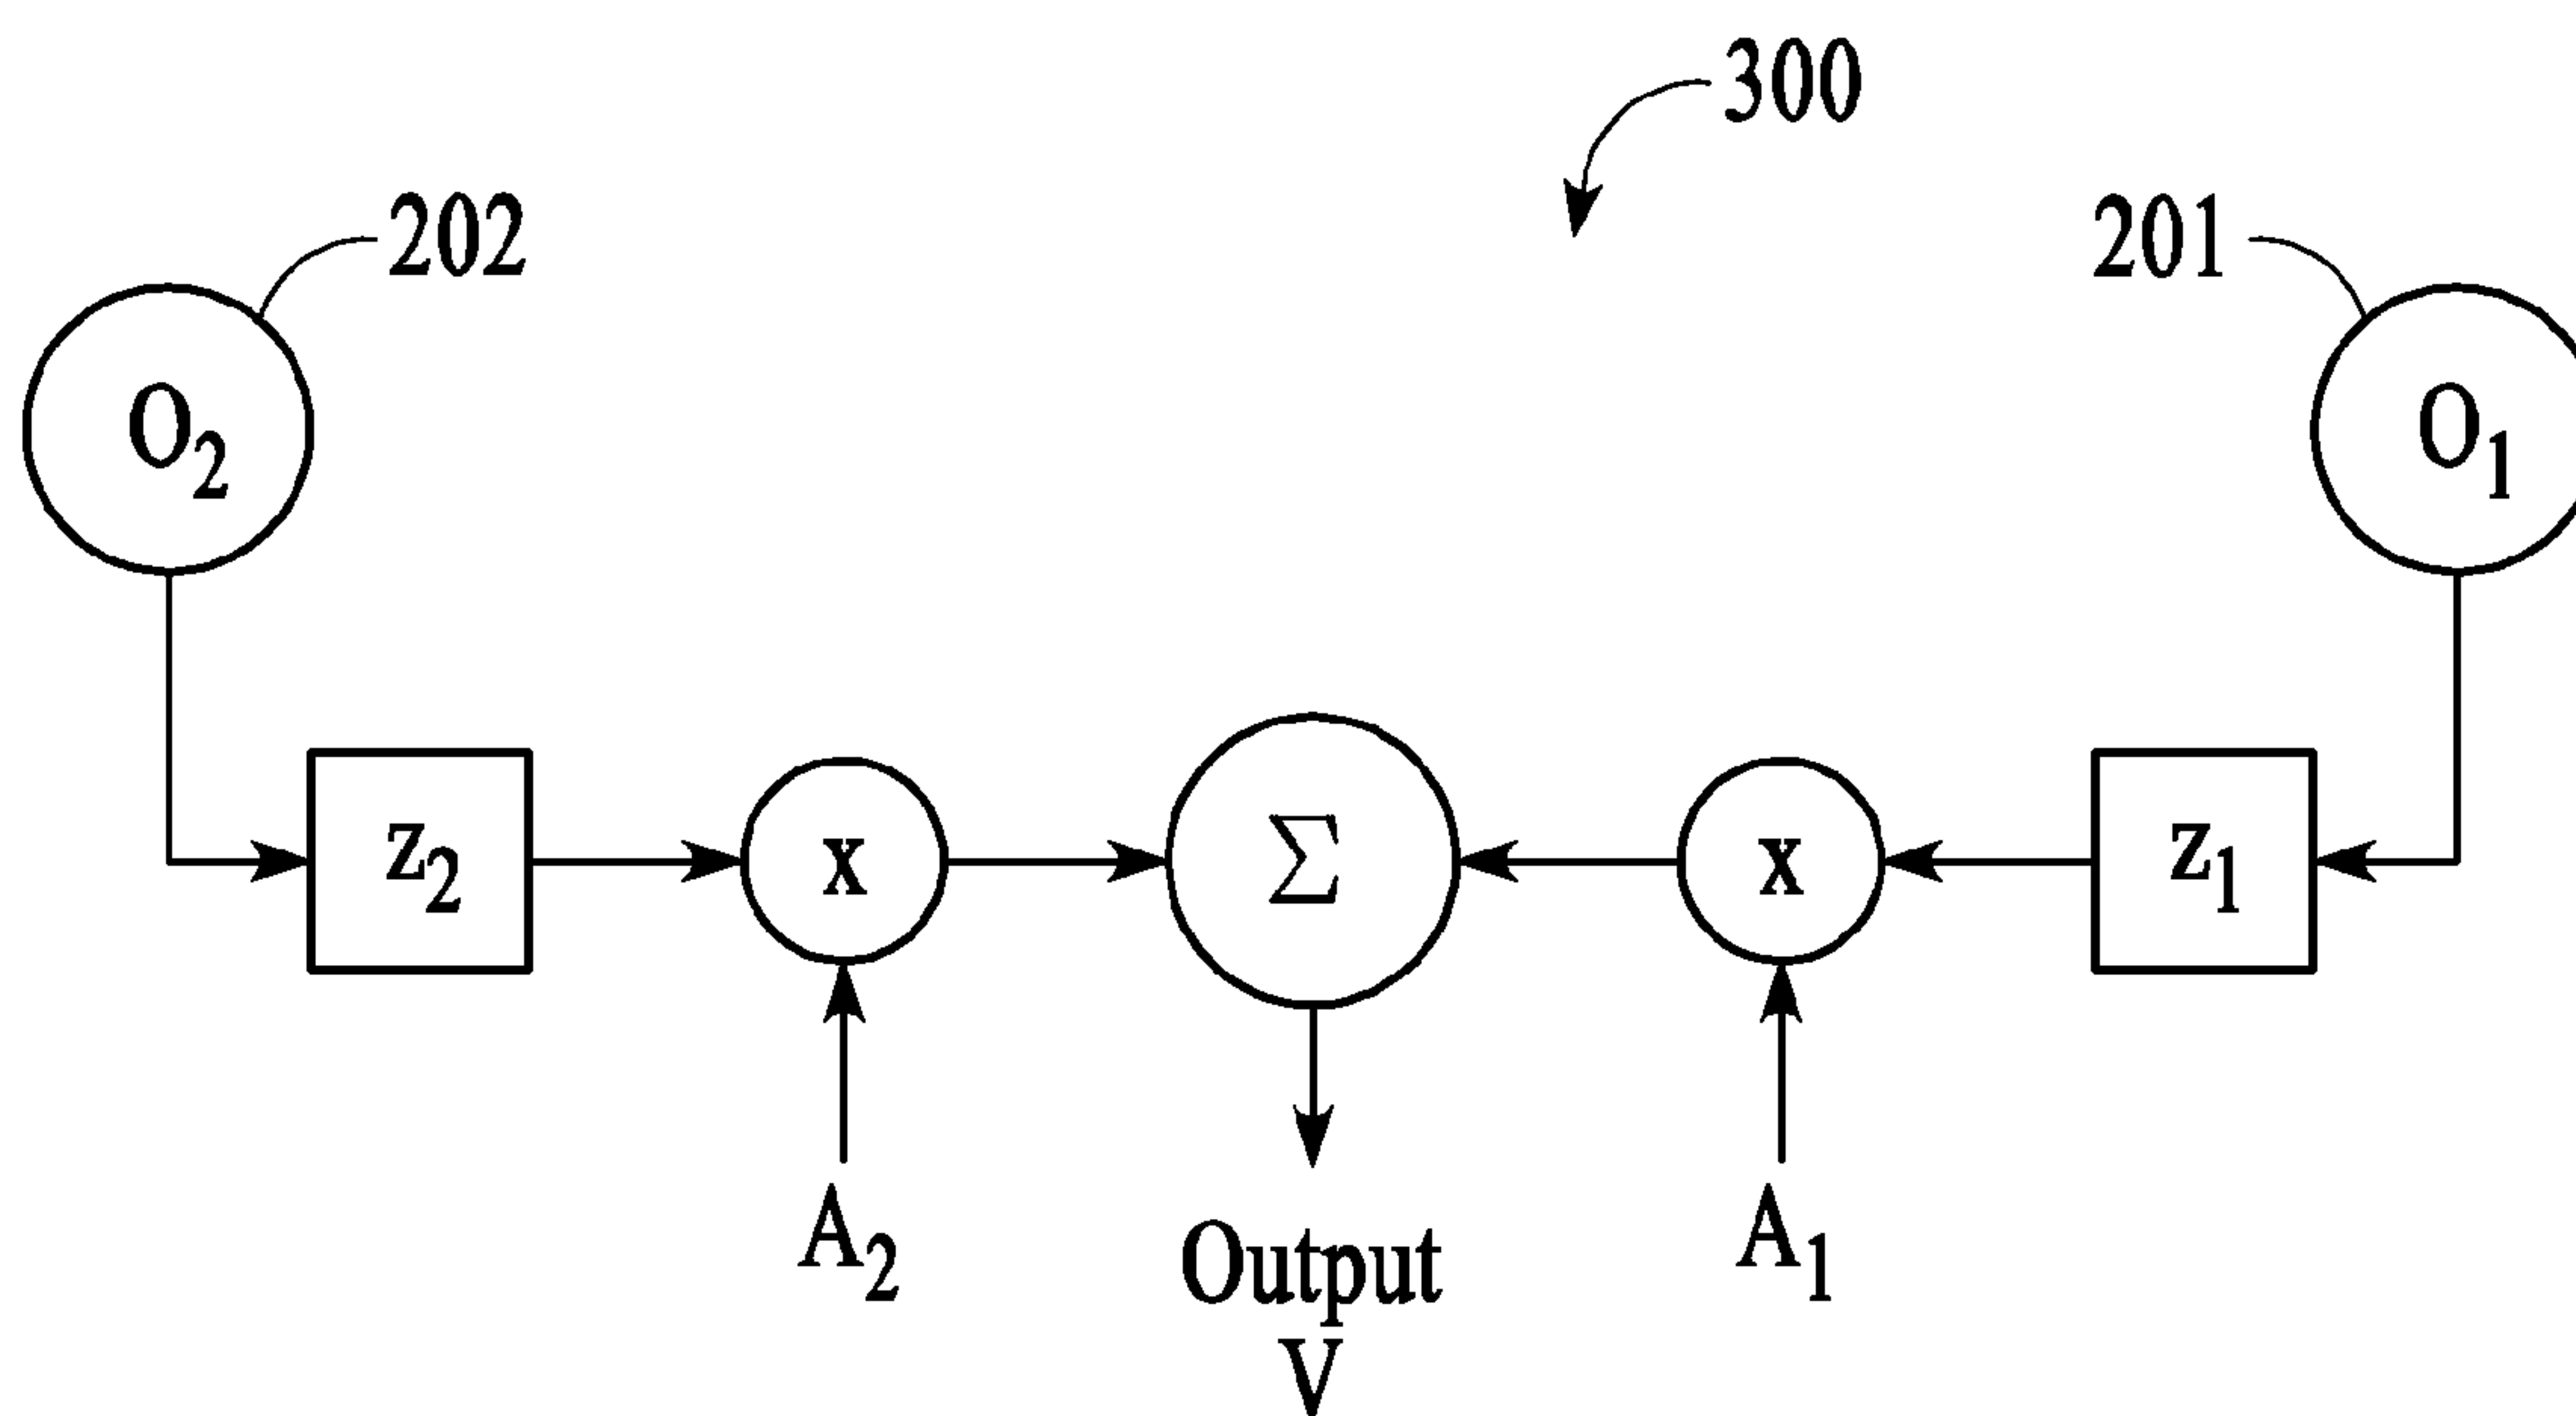 300
202
201
O₂
O₁
z₂
x
Σ
x
z₁
A₂
Output
V
A₁